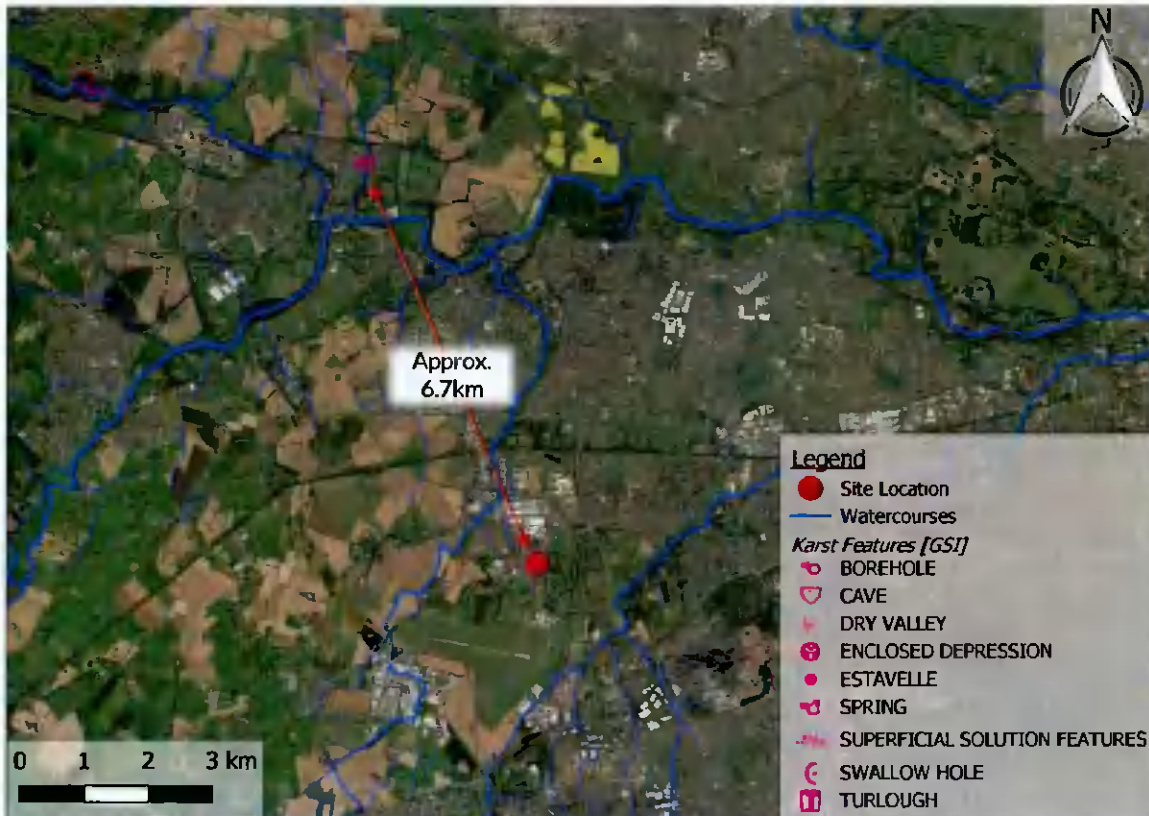 N
Approx.
6.7km
Legend
Site Location
Watercourses
Karst Features [GSI]
BOREHOLE
CAVE
DRY VALLEY
ENCLOSED DEPRESSION
ESTAVELLE
SPRING
SUPERFICIAL SOLUTION FEATURES
SWALLOW HOLE
TURLOUGH
0 1 2 3 km